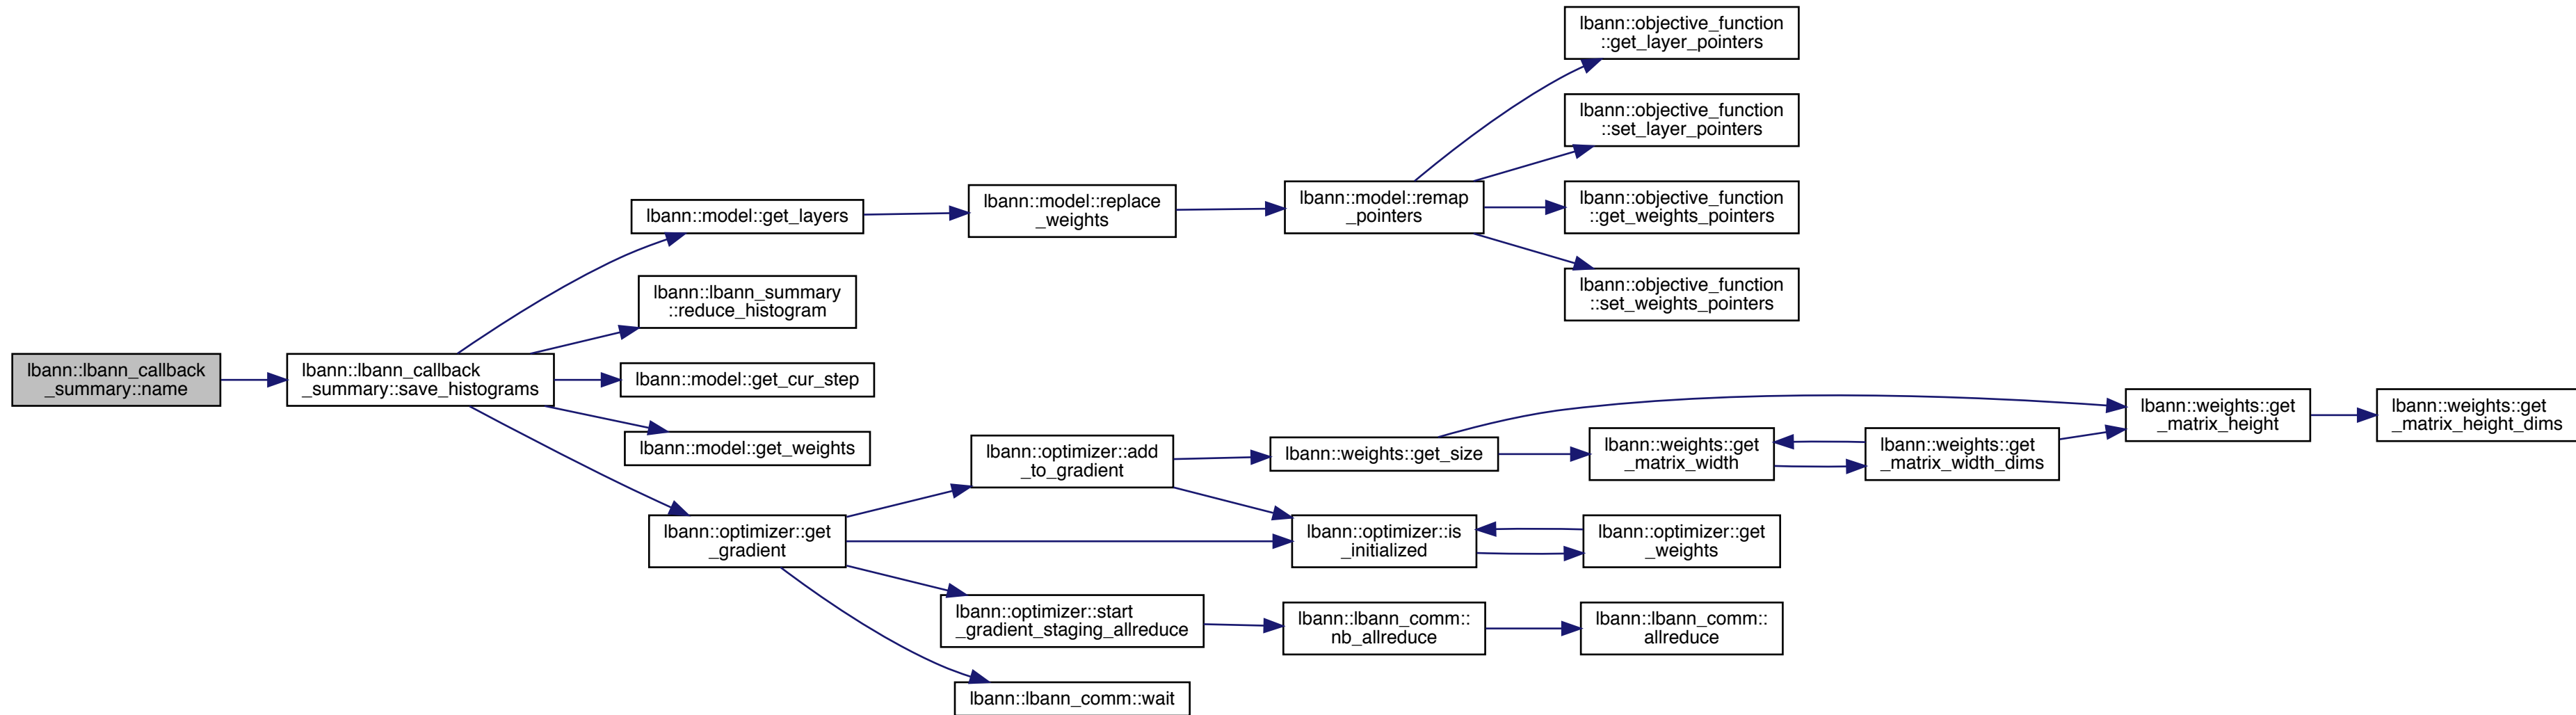 lbann::lbann_callback
_summary::name
lbann::lbann_callback
_summary::save_histograms
lbann::model::get_layers
lbann::model::replace
_weights
lbann::model::remap
_pointers
lbann::objective_function
::get_layer_pointers
lbann::objective_function
::set_layer_pointers
lbann::objective_function
::get_weights_pointers
lbann::objective_function
::set_weights_pointers
lbann::lbann_summary
::reduce_histogram
lbann::model::get_cur_step
lbann::model::get_weights
lbann::optimizer::get
_gradient
lbann::optimizer::add
_to_gradient
lbann::weights::get_size
lbann::weights::get
_matrix_width
lbann::weights::get
_matrix_width_dims
lbann::weights::get
_matrix_height
lbann::weights::get
_matrix_height_dims
lbann::optimizer::is
_initialized
lbann::optimizer::get
_weights
lbann::optimizer::start
_gradient_staging_allreduce
lbann::lbann_comm::
nb_allreduce
lbann::lbann_comm::
allreduce
lbann::lbann_comm::wait